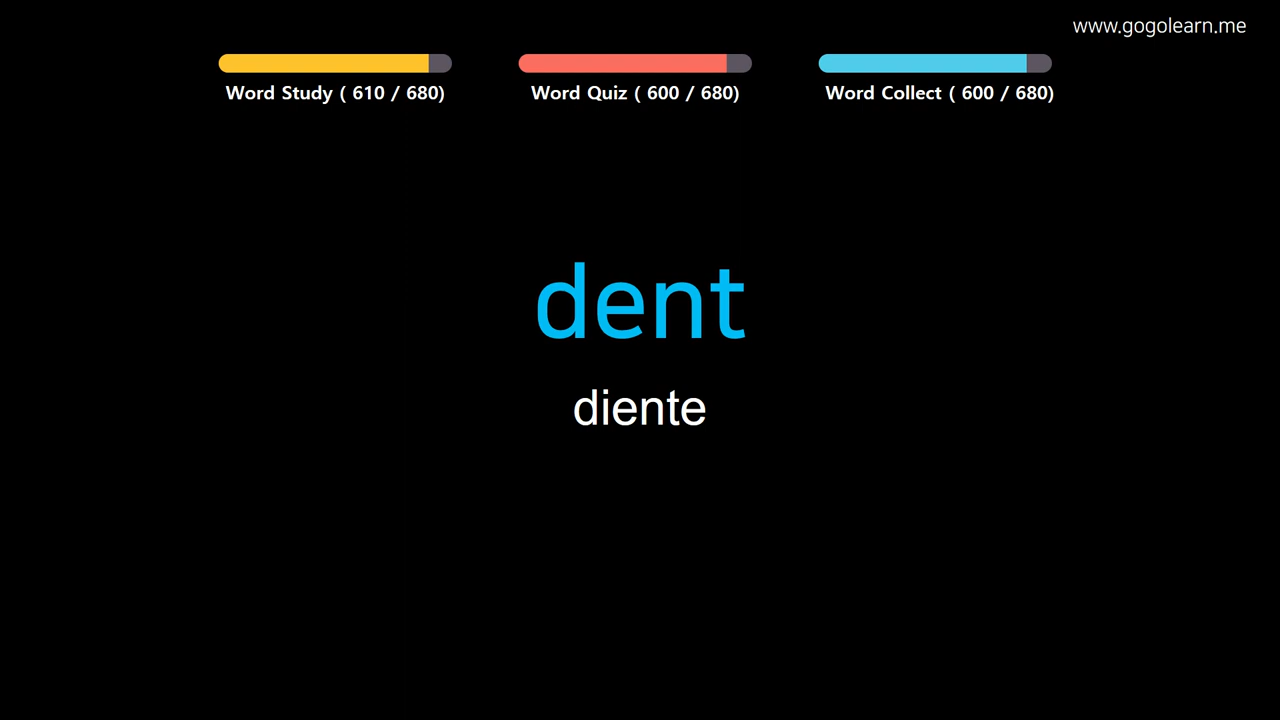 www.gogolearn.me
Word Study ( 610 / 680)
Word Quiz ( 600 / 680)
Word Collect ( 600 / 680)
dent
diente